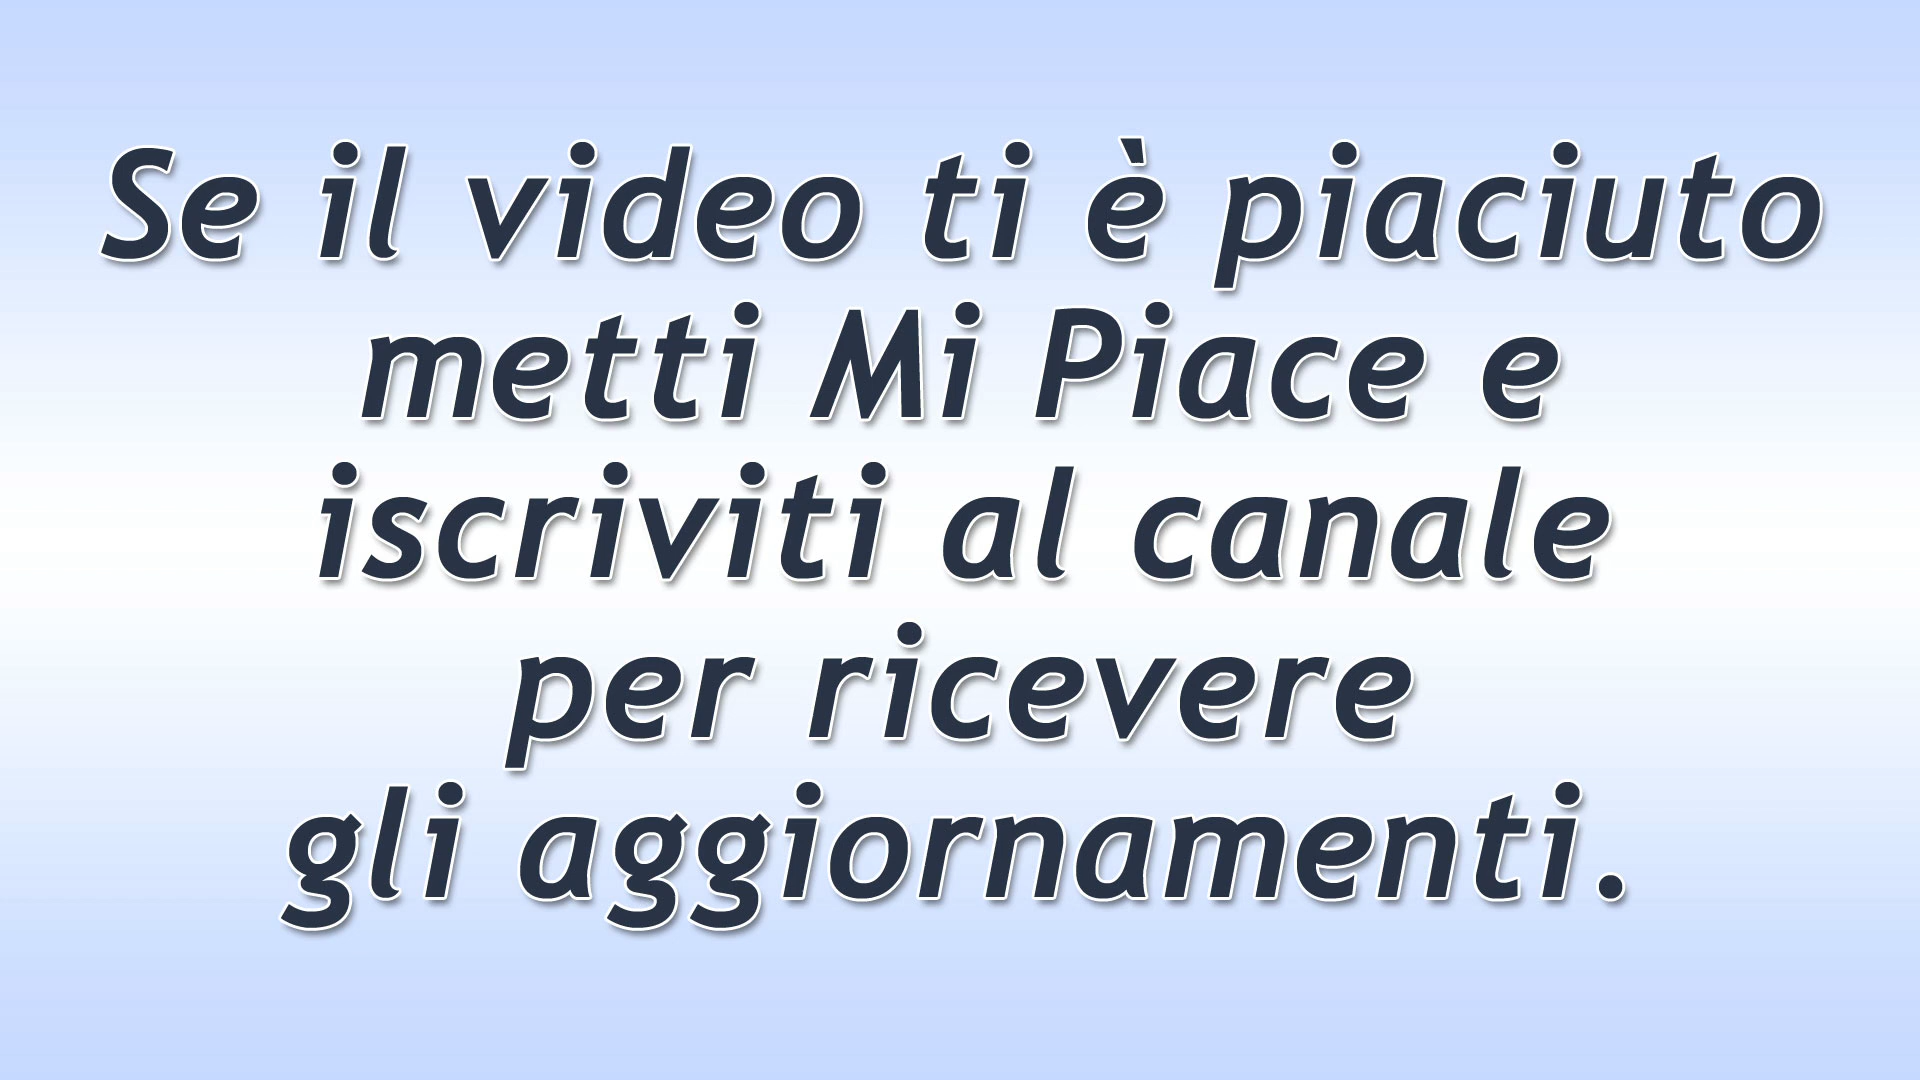 Se il video ti è piaciuto
metti Mi Piace e
iscriviti al canale
per ricevere
gli aggiornamenti.